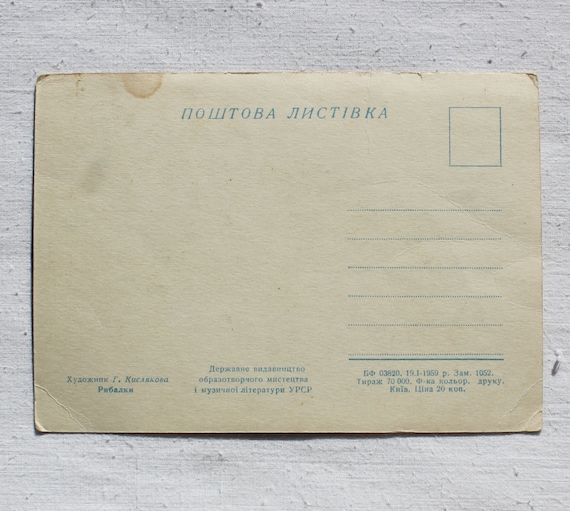 ПОШТОВА ЛИСТІВКА
Художник Г. Кислякова
Рибалки
Державне видавництво
образотворчого мистецтва
і музичної літератури УРСР
БФ 03820. 19.I-1959 р. Зам. 1952.
Тираж 70 000. Ф-ка кольор. друку.
Київ. Ціна 20 коп.